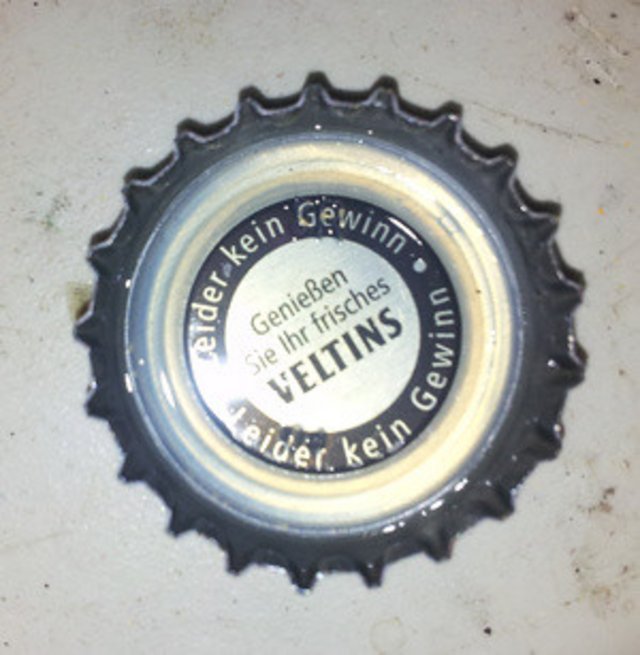 Leider kein Gewinn •
Leider kein Gewinn
Genießen
Sie Ihr frisches
VELTINS